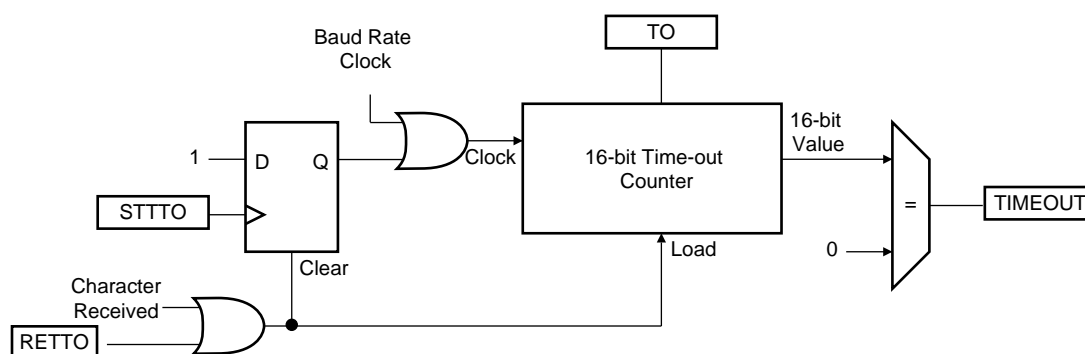 TO
Baud Rate
Clock
16-bit
Value
1
D
Q
Clock
16-bit Time-out
Counter
STTTO
=
TIMEOUT
Clear
Load
0
Character
Received
RETTO